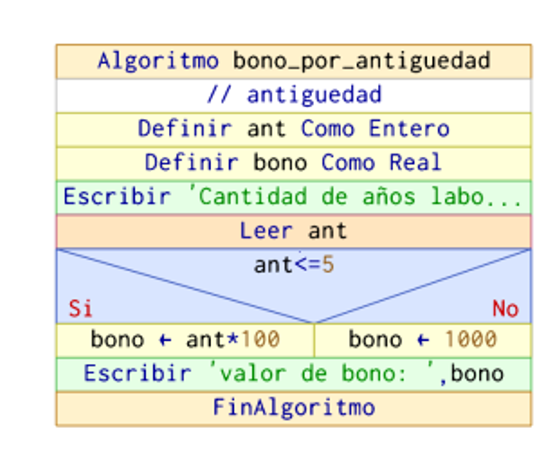 Algoritmo bono_por_antiguedad
// antiguedad
Definir ant Como Entero
Definir bono Como Real
Escribir 'Cantidad de años labo...
Leer ant
ant<=5
Si No
bono ← ant*100 bono ← 1000
Escribir 'valor de bono: ',bono
FinAlgoritmo